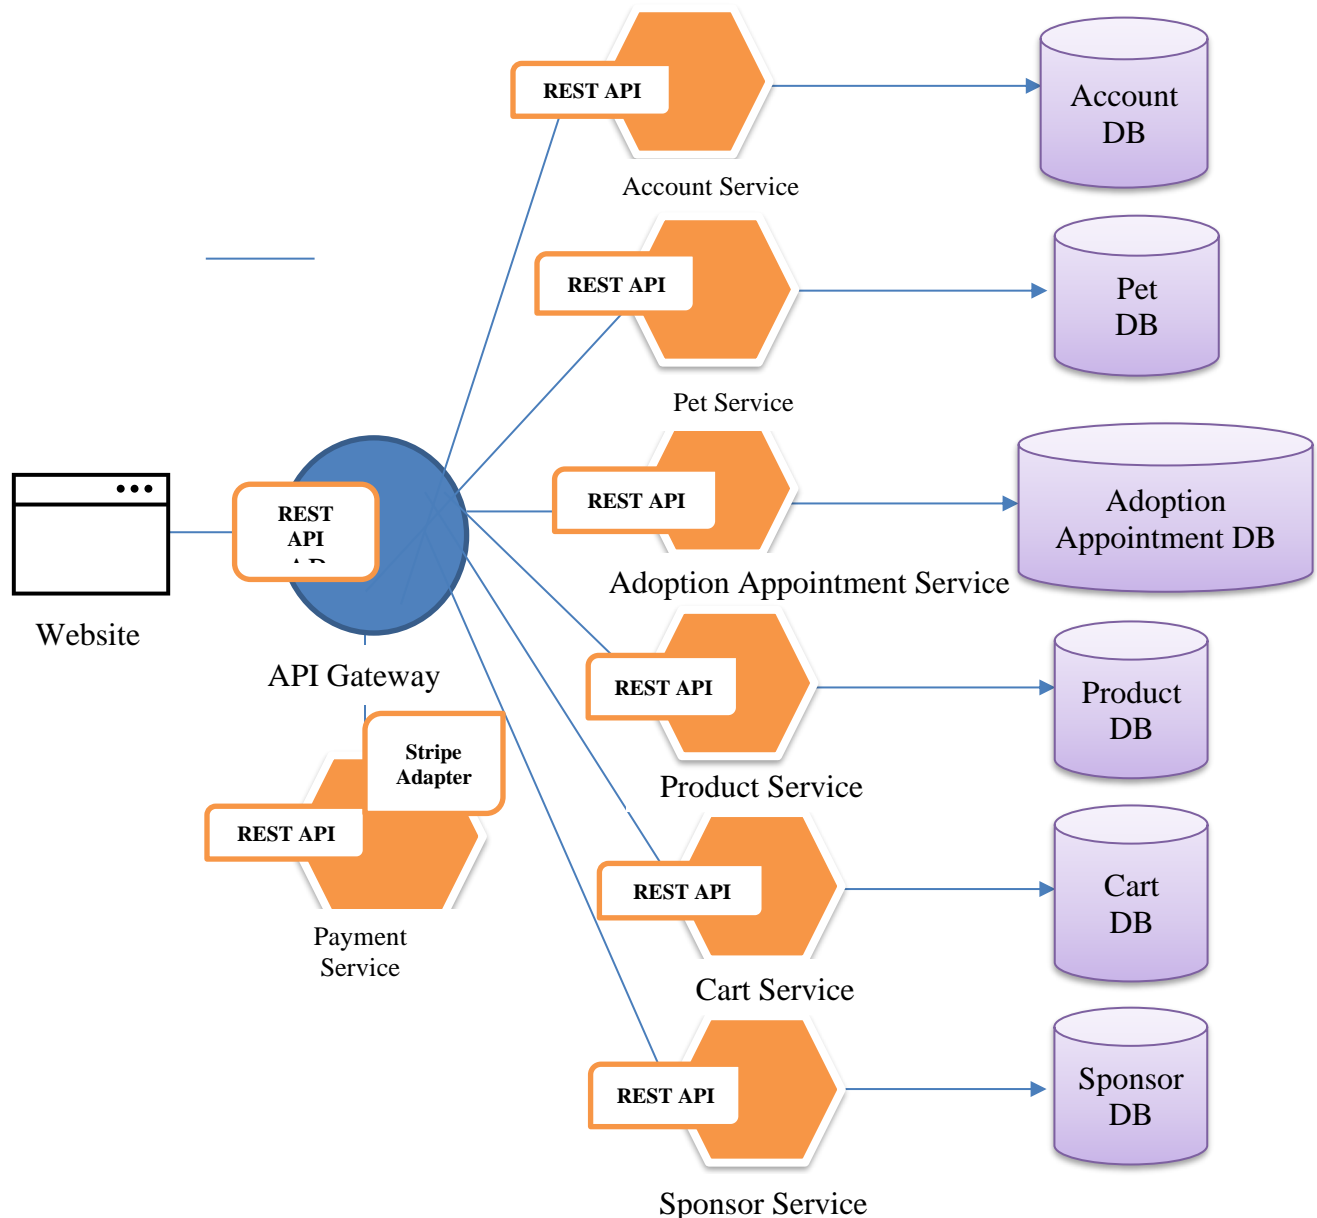 REST API
Account
DB
Account Service
REST API
Pet
DB
Pet Service
REST
API
REST API
Adoption
Appointment DB
Adoption Appointment Service
Website
API Gateway
REST API
Product
DB
Product Service
Stripe
Adapter
REST API
Payment
Service
REST API
Cart
DB
Cart Service
REST API
Sponsor
DB
Sponsor Service